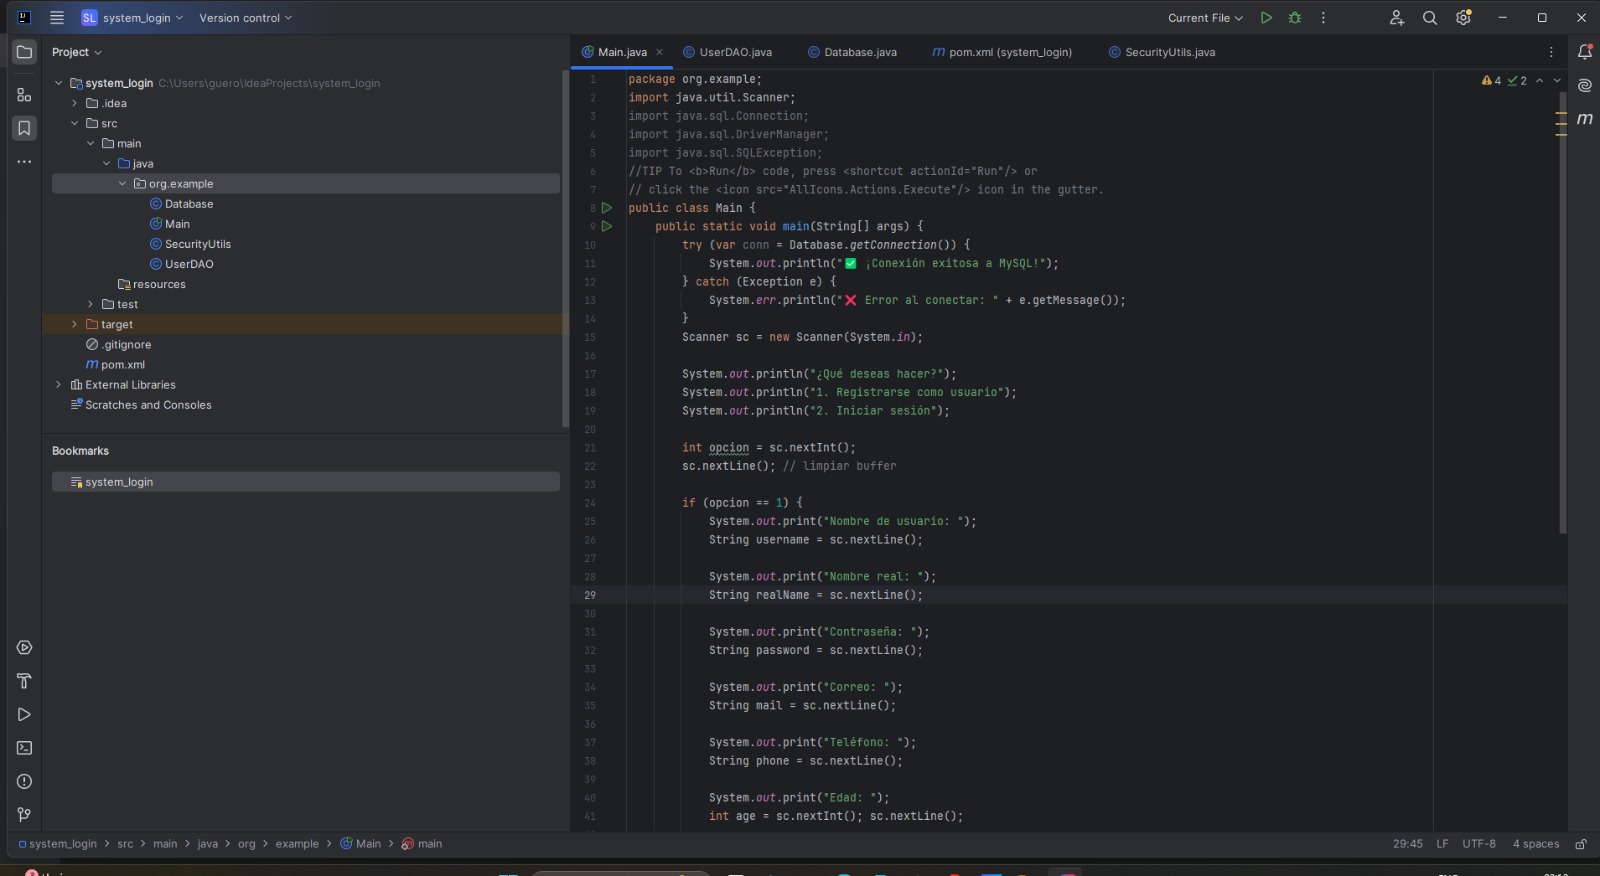 SL system_login
Version control
Current File
Project
Main.java
UserDAO.java
Database.java
m pom.xml (system_login)
SecurityUtils.java
system_login C:\Users\guero\IdeaProjects\system_login
.idea
src
main
java
org.example
Database
Main
SecurityUtils
UserDAO
resources
test
target
.gitignore
m pom.xml
External Libraries
Scratches and Consoles
Bookmarks
system_login
4 2
1 package org.example;
2 import java.util.Scanner;
3 import java.sql.Connection;
4 import java.sql.DriverManager;
5 import java.sql.SQLException;
6 //TIP To <b>Run</b> code, press <shortcut actionId="Run"/> or
7 // click the <icon src="AllIcons.Actions.Execute"/> icon in the gutter.
8 public class Main {
9 public static void main(String[] args) {
10 try (var conn = Database.getConnection()) {
11 System.out.println("✅ ¡Conexión exitosa a MySQL!");
12 } catch (Exception e) {
13 System.err.println("❌ Error al conectar: " + e.getMessage());
14 }
15 Scanner sc = new Scanner(System.in);
16
17 System.out.println("¿Qué deseas hacer?");
18 System.out.println("1. Registrarse como usuario");
19 System.out.println("2. Iniciar sesión");
20
21 int opcion = sc.nextInt();
22 sc.nextLine(); // limpiar buffer
23
24 if (opcion == 1) {
25 System.out.print("Nombre de usuario: ");
26 String username = sc.nextLine();
27
28 System.out.print("Nombre real: ");
29 String realName = sc.nextLine();
30
31 System.out.print("Contraseña: ");
32 String password = sc.nextLine();
33
34 System.out.print("Correo: ");
35 String mail = sc.nextLine();
36
37 System.out.print("Teléfono: ");
38 String phone = sc.nextLine();
39
40 System.out.print("Edad: ");
41 int age = sc.nextInt(); sc.nextLine();
system_login > src > main > java > org > example > Main > main
29:45 LF UTF-8 4 spaces